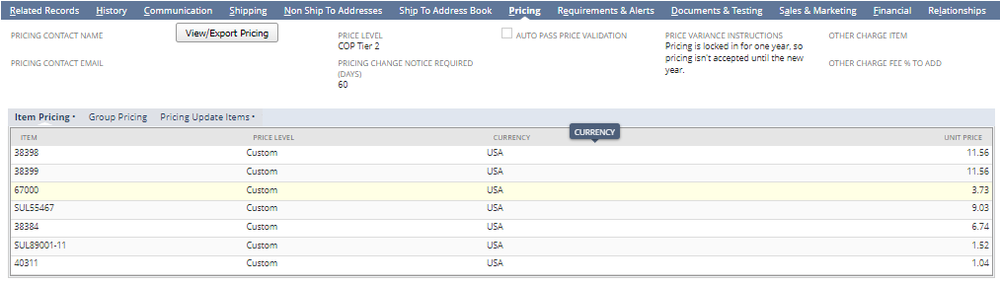 Related Records History Communication Shipping Non Ship To Addresses Ship To Address Book Pricing Requirements & Alerts Documents & Testing Sales & Marketing Financial Relationships
PRICING CONTACT NAME
View/Export Pricing
PRICING CONTACT EMAIL
PRICE LEVEL
COP Tier 2
PRICING CHANGE NOTICE REQUIRED
(DAYS)
60
AUTO PASS PRICE VALIDATION
PRICE VARIANCE INSTRUCTIONS
Pricing is locked in for one year, so
pricing isn't accepted until the new
year.
OTHER CHARGE ITEM
OTHER CHARGE FEE % TO ADD
Item Pricing • Group Pricing Pricing Update Items •
ITEM PRICE LEVEL CURRENCY CURRENCY UNIT PRICE
38398 Custom USA 11.56
38399 Custom USA 11.56
67000 Custom USA 3.73
SUL55467 Custom USA 9.03
38384 Custom USA 6.74
SUL89001-11 Custom USA 1.52
40311 Custom USA 1.04